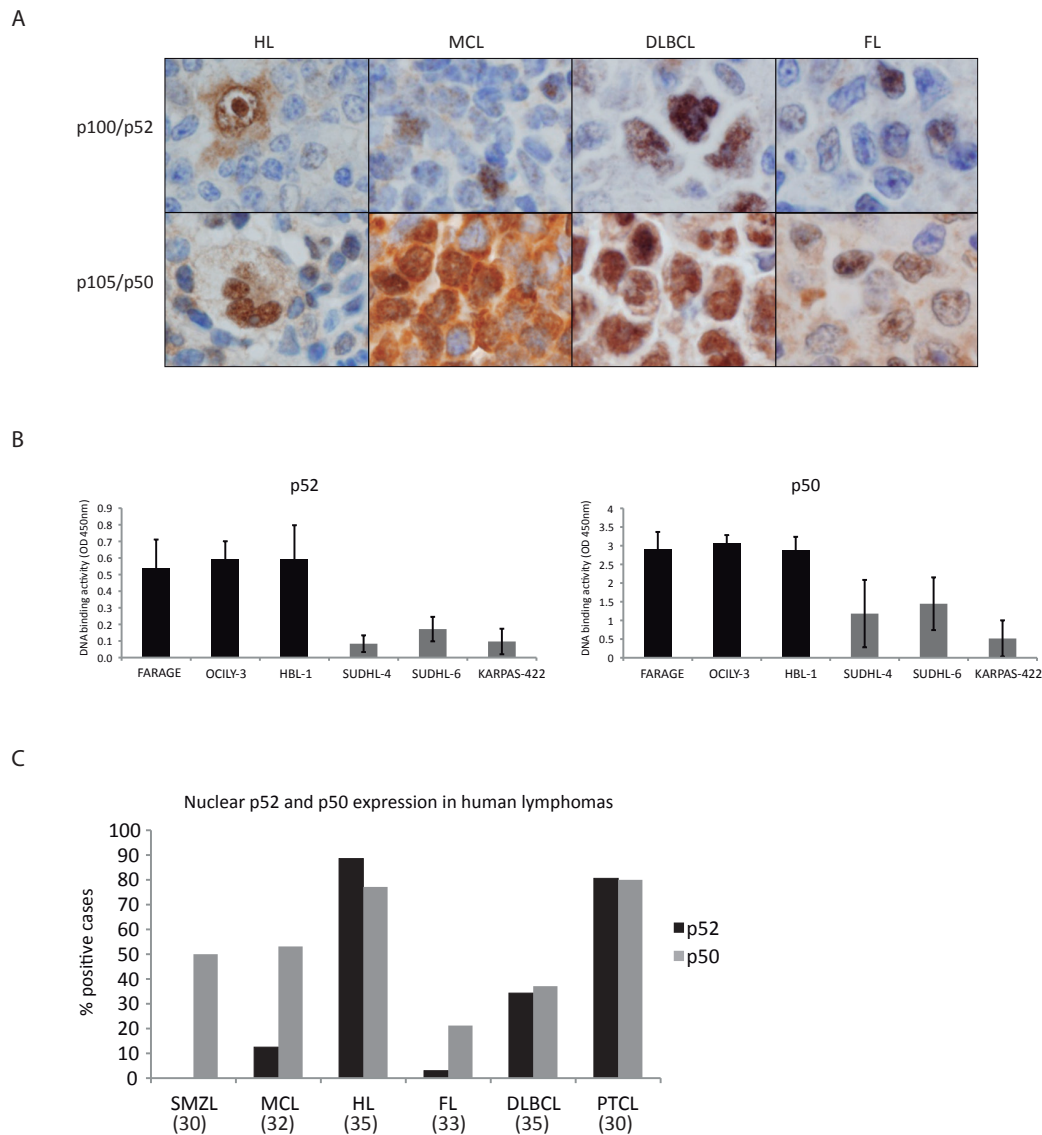 A
HL MCL DLBCL FL
p100/p52
p105/p50
B
p52
DNA binding activity (OD 450nm)
0.9
0.8
0.7
0.6
0.5
0.4
0.3
0.2
0.1
0.0
FARAGE OCILY-3 HBL-1 SUDHL-4 SUDHL-6 KARPAS-422
p50
DNA binding activity (OD 450nm)
4
3.5
3
2.5
2
1.5
1
0.5
0
FARAGE OCILY-3 HBL-1 SUDHL-4 SUDHL-6 KARPAS-422
C
Nuclear p52 and p50 expression in human lymphomas
% positive cases
100
90
80
70
60
50
40
30
20
10
0
SMZL MCL HL FL DLBCL PTCL
(30) (32) (35) (33) (35) (30)
p52
p50